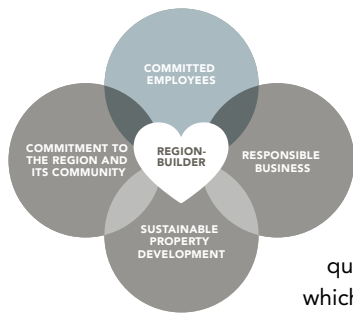 COMMITTED
EMPLOYEES
COMMITMENT TO
THE REGION AND
ITS COMMUNITY
REGION-
BUILDER
RESPONSIBLE
BUSINESS
SUSTAINABLE
PROPERTY
DEVELOPMENT
qu
which